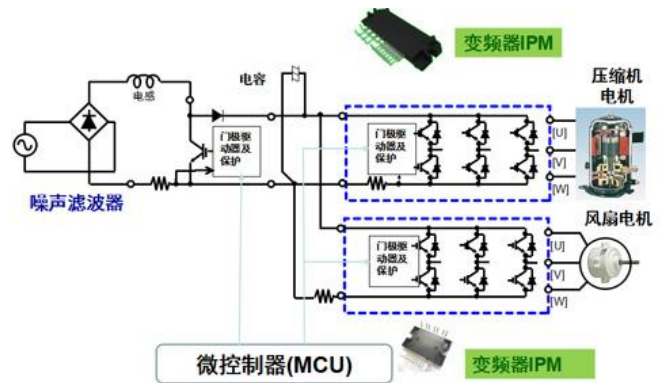 变频器IPM
压缩机
电机
电感
电容
门极驱
动器及
保护
门极驱
动器及
保护
[U]
[V]
[W]
噪声滤波器
风扇电机
门极驱
动器及
保护
[U]
[V]
[W]
微控制器(MCU)
变频器IPM